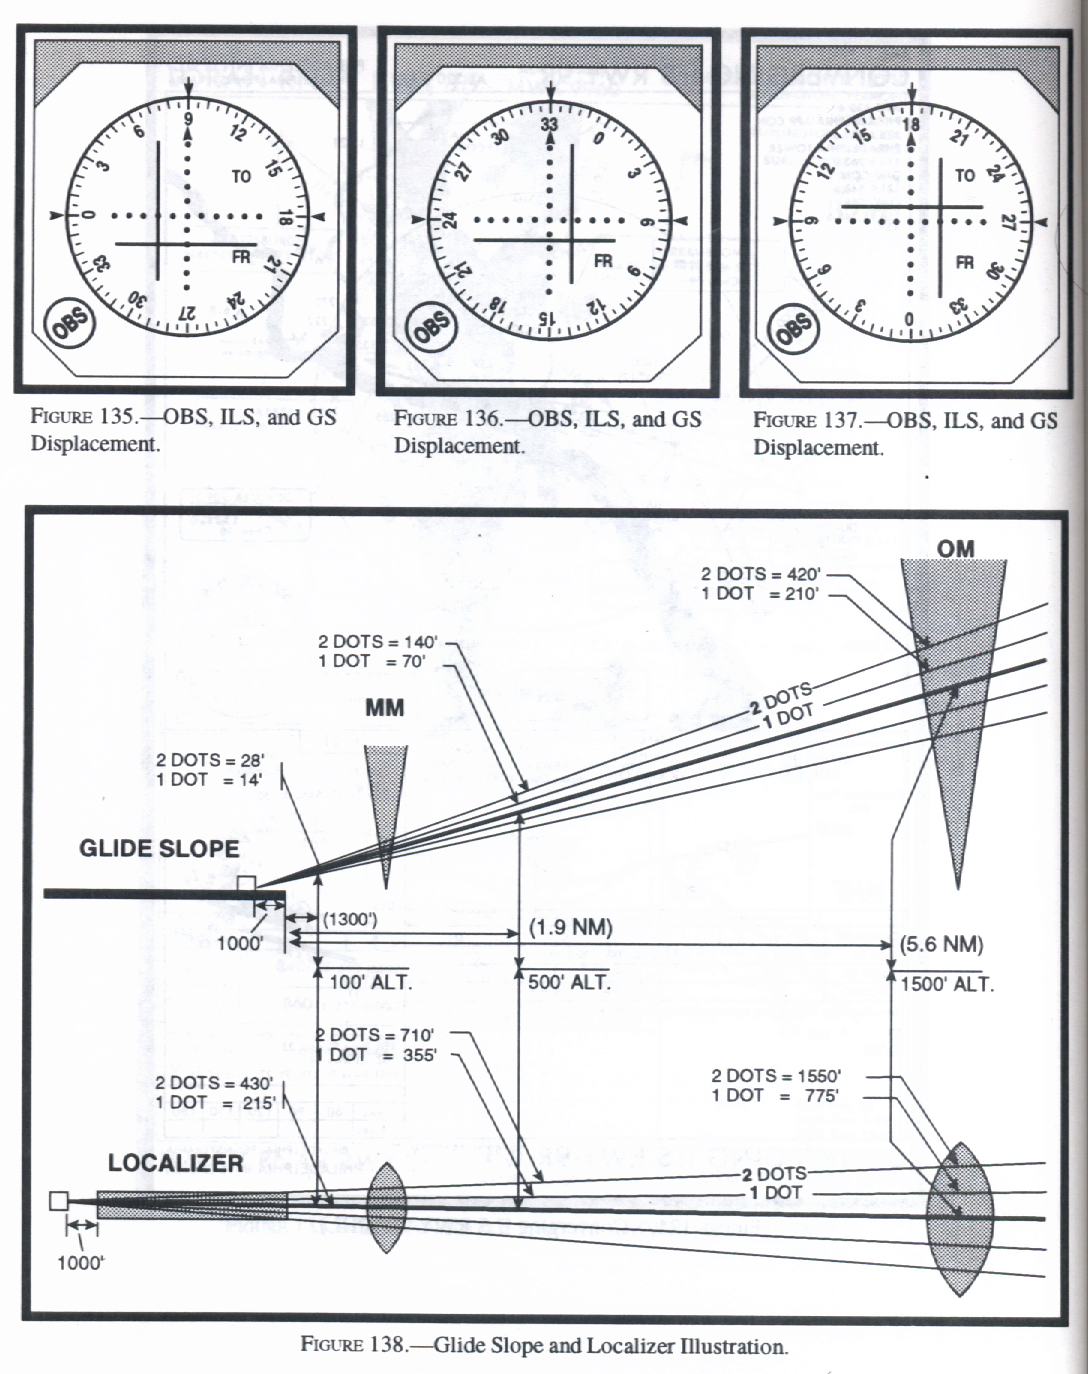 9
12
15
18
21
24
27
30
33
0
3
6
TO
FR
OBS
33
0
3
6
9
12
15
18
21
24
27
30
FR
OBS
18
21
24
27
30
33
0
3
6
9
12
15
TO
FR
OBS
FIGURE 135.—OBS, ILS, and GS
Displacement.
FIGURE 136.—OBS, ILS, and GS
Displacement.
FIGURE 137.—OBS, ILS, and GS
Displacement.
OM
2 DOTS = 420'
1 DOT = 210'
2 DOTS = 140'
1 DOT = 70'
MM
2 DOTS
1 DOT
2 DOTS = 28'
1 DOT = 14'
GLIDE SLOPE
1000'
(1300')
(1.9 NM)
(5.6 NM)
100' ALT.
500' ALT.
1500' ALT.
2 DOTS = 710'
1 DOT = 355'
2 DOTS = 430'
1 DOT = 215'
2 DOTS = 1550'
1 DOT = 775'
LOCALIZER
2 DOTS
1 DOT
1000'
FIGURE 138.—Glide Slope and Localizer Illustration.